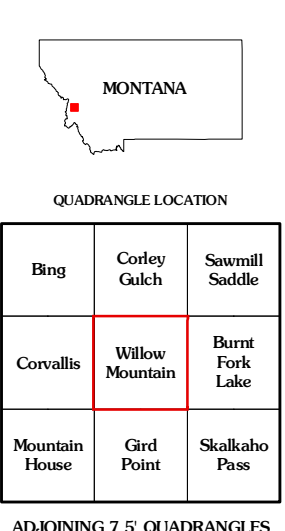 MONTANA
QUADRANGLE LOCATION
Bing
Corley
Gulch
Sawmill
Saddle
Corvallis
Willow
Mountain
Burnt
Fork
Lake
Mountain
House
Gird
Point
Skalkaho
Pass
ADJOINING 7.5' QUADRANGLES